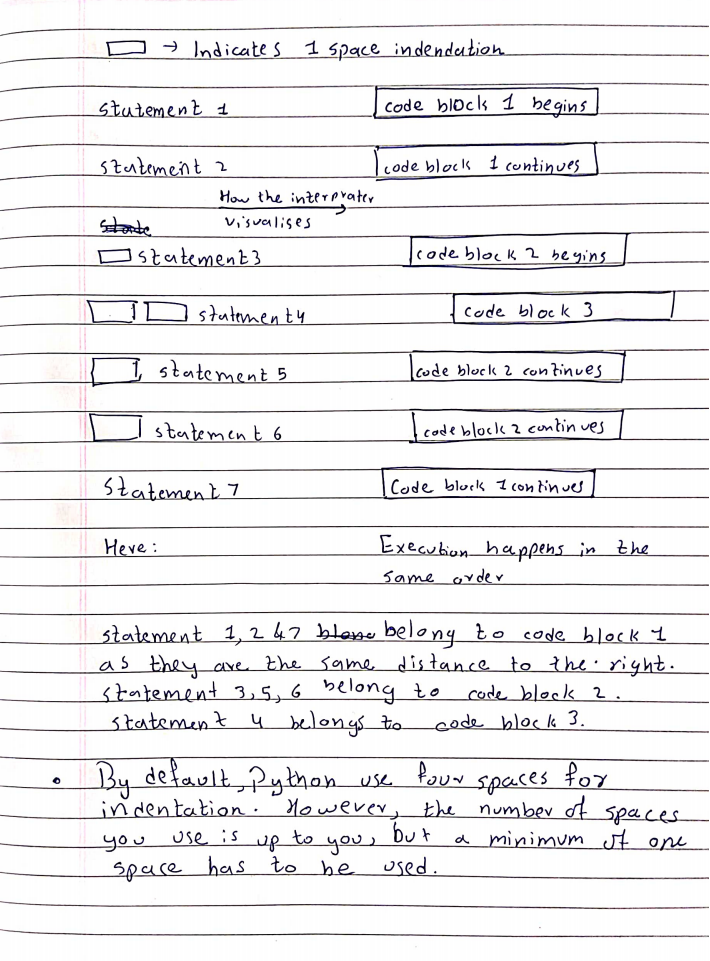 → Indicates 1 space indendation
statement 1 code block 1 begins
statement 2 code block 1 continues
How the interprater
visualises
statement3 code block 2 begins
statement4 code block 3
statement 5 code block 2 continues
statement 6 code block 2 continues
Statement 7 Code block 1 continues
Here: Execution happens in the
same order
statement 1, 2 & 7 belong to code block 1
as they are the same distance to the right.
statement 3, 5, 6 belong to code block 2.
statement 4 belongs to code block 3.
• By default, Python use four spaces for
indentation. However, the number of spaces
you use is up to you, but a minimum of one
space has to be used.